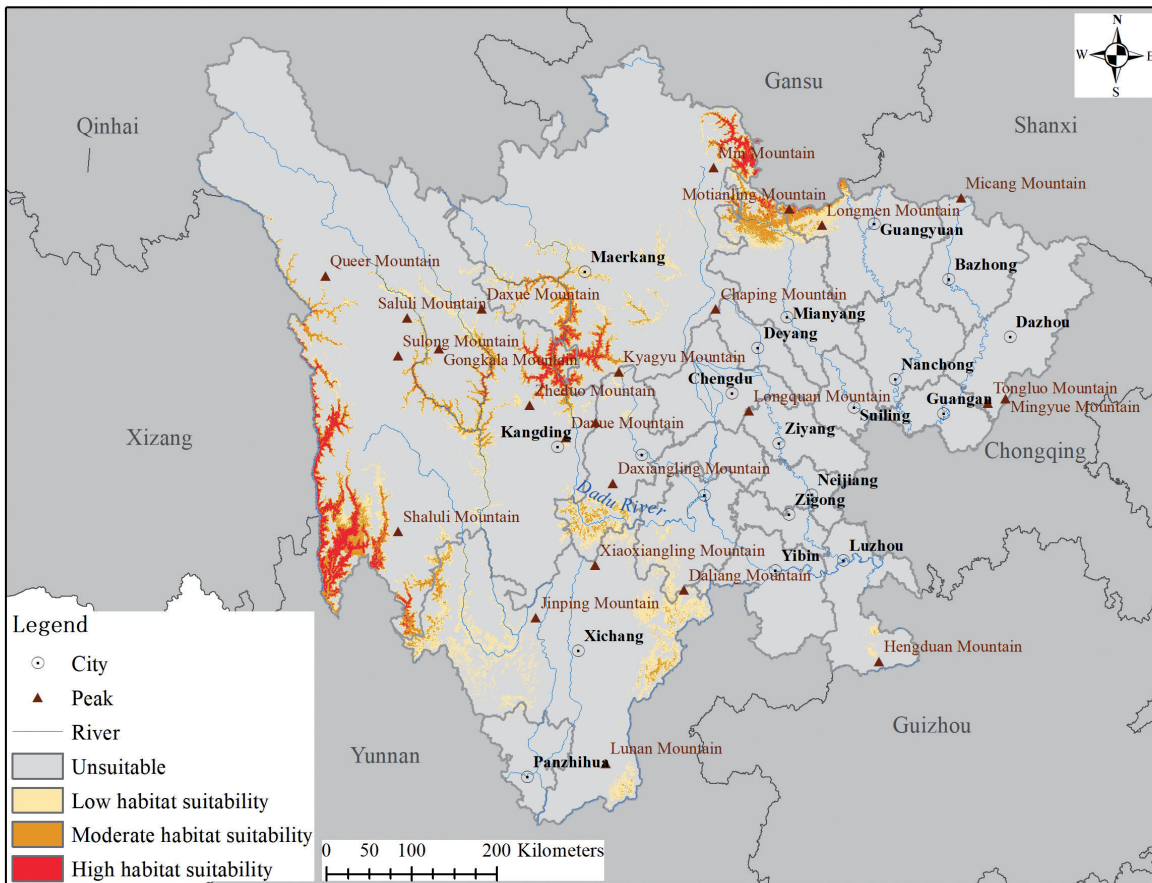 N
W E
S
Gansu
Qinhai
Shanxi
Min Mountain
Micang Mountain
Motianling Mountain
Longmen Mountain
Guangyuan
Maerkang
Bazhong
Queer Mountain
Saluli Mountain
Daxue Mountain
Chaping Mountain
Mianyang
Dazhou
Sulong Mountain
Deyang
Gongkala Mountain
Kyagyu Mountain
Nanchong
Chengdu
Tongluo Mountain
Zheduo Mountain
Longquan Mountain
Suiling
Guangan
Mingyue Mountain
Xizang
Kangding
Daxue Mountain
Ziyang
Chongqing
Daxiangling Mountain
Neijiang
Dadu River
Zigong
Shaluli Mountain
Xiaoxiangling Mountain
Yibin
Luzhou
Daliang Mountain
Jinping Mountain
Xichang
Hengduan Mountain
Guizhou
Yunnan
Lunan Mountain
Panzhihua
Legend
City
Peak
River
Unsuitable
Low habitat suitability
Moderate habitat suitability
High habitat suitability
0 50 100 200 Kilometers